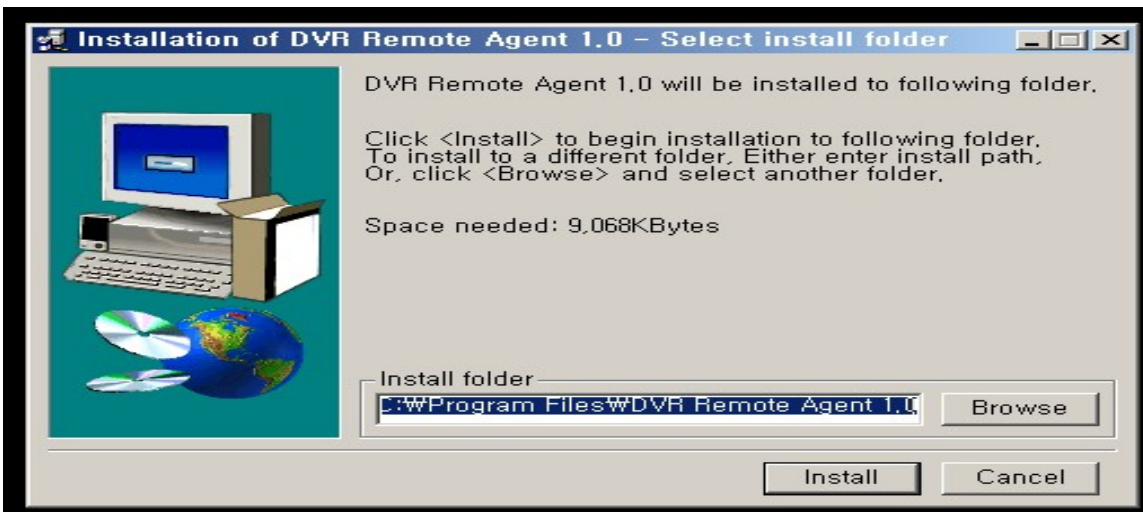 Installation of DVR Remote Agent 1.0 - Select install folder
DVR Remote Agent 1.0 will be installed to following folder.
Click <Install> to begin installation to following folder.
To install to a different folder, Either enter install path,
Or, click <Browse> and select another folder.
Space needed: 9,068KBytes
Install folder
C:₩Program Files₩DVR Remote Agent 1.0
Browse
Install
Cancel